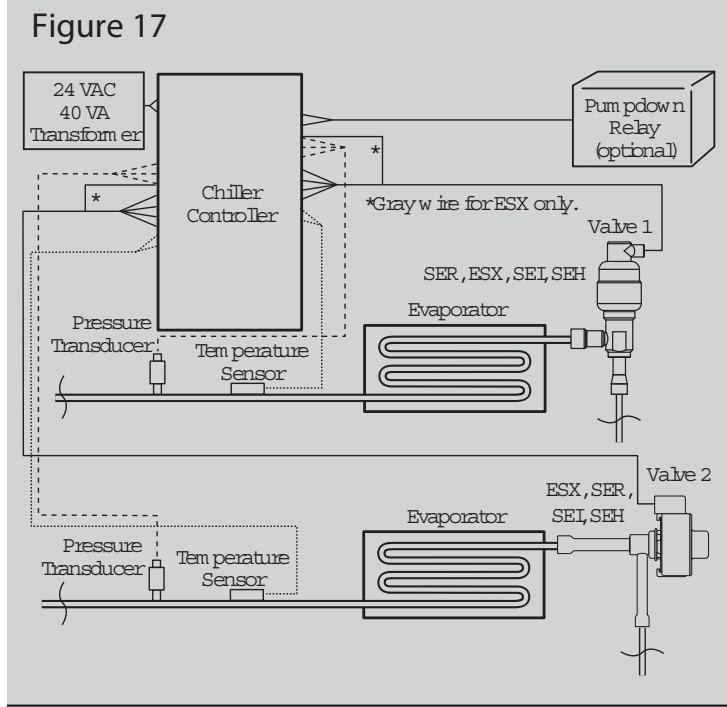 Figure 17
24 VAC
40 VA
Transformer
Chiller
Controller
Pumpdown
Relay
(optional)
*
*
*Gray wire for ESX only.
Valve 1
SER, ESX, SEI, SEH
Evaporator
Pressure
Transducer
Temperature
Sensor
Valve 2
ESX, SER,
SEI, SEH
Evaporator
Pressure
Transducer
Temperature
Sensor